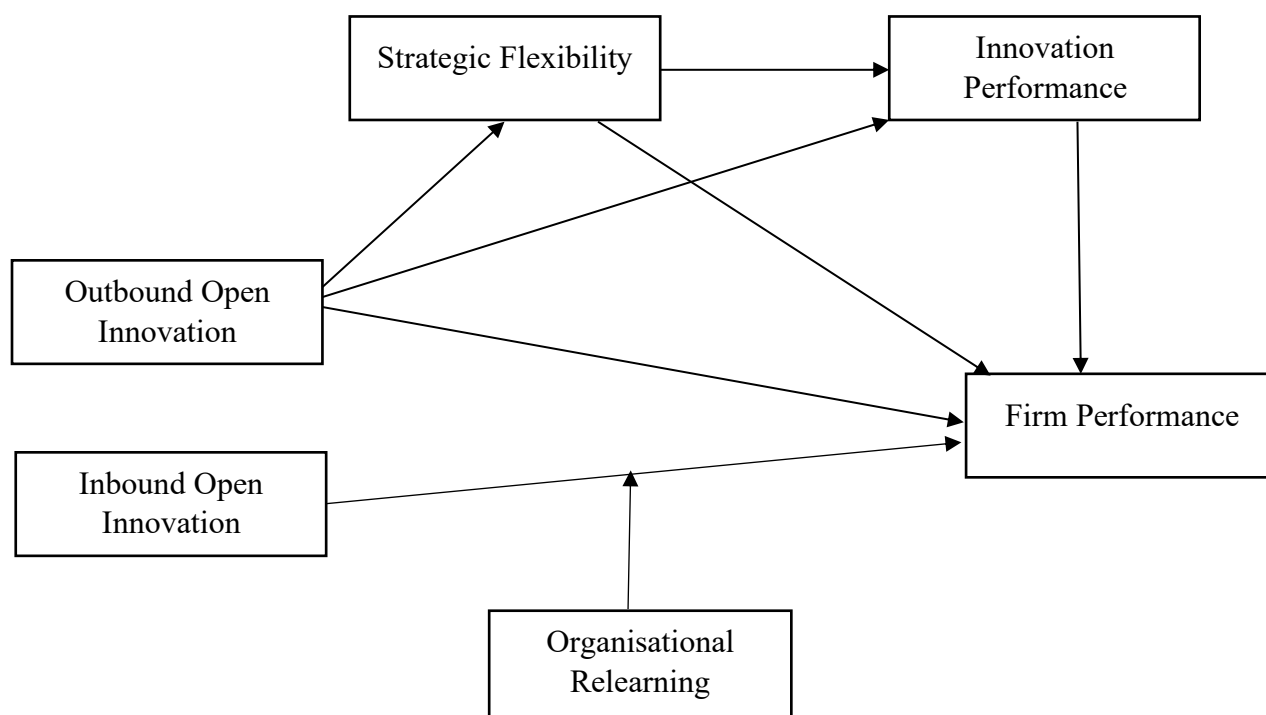 Strategic Flexibility
Innovation
Performance
Outbound Open
Innovation
Firm Performance
Inbound Open
Innovation
Organisational
Relearning